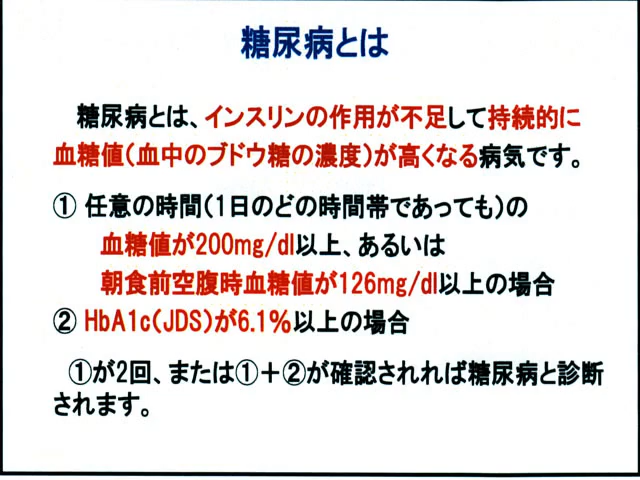 糖尿病とは
糖尿病とは、インスリンの作用が不足して持続的に
血糖値(血中のブドウ糖の濃度)が高くなる病気です。
① 任意の時間(1日のどの時間帯であっても)の
血糖値が200mg/dl以上、あるいは
朝食前空腹時血糖値が126mg/dl以上の場合
② HbA1c(JDS)が6.1%以上の場合
①が2回、または①+②が確認されれば糖尿病と診断
されます。